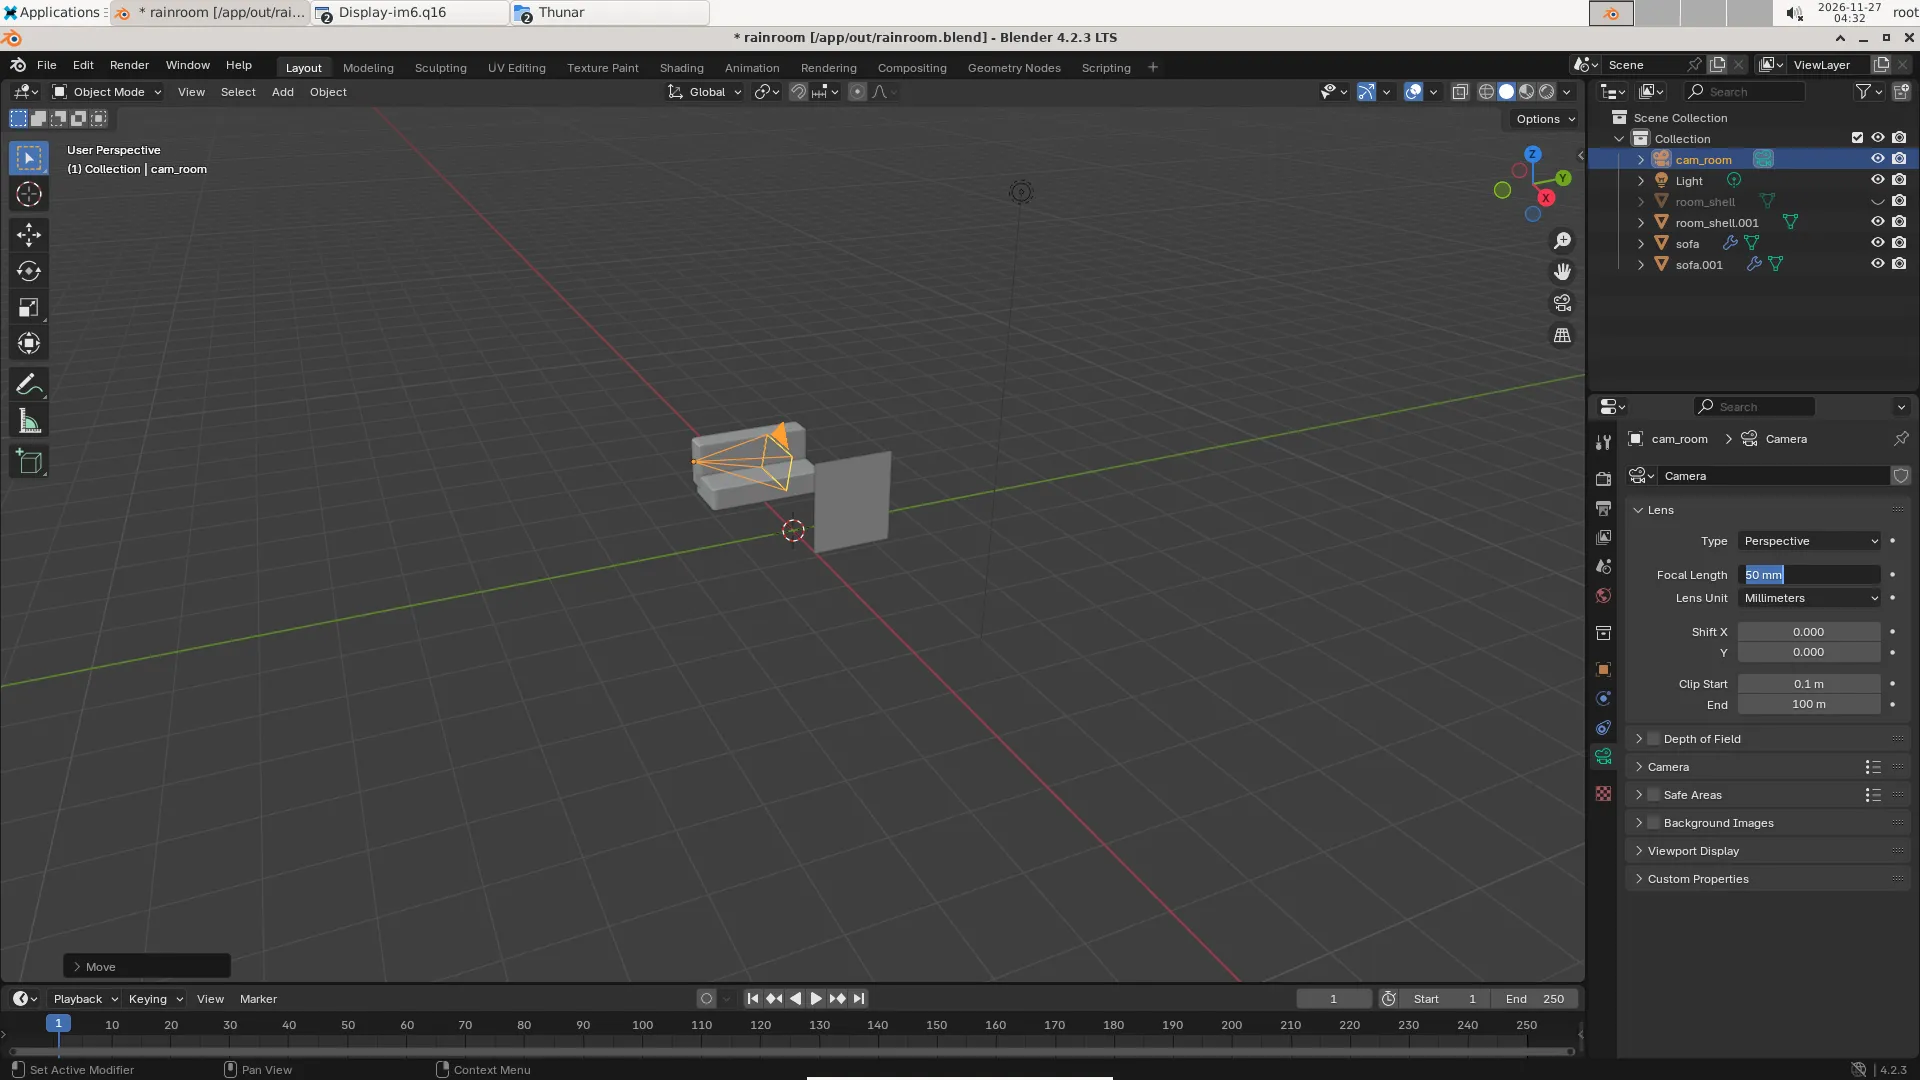 Applications
* rainroom [/app/out/rai...
Display-im6.q16
Thunar
2026-11-27
04:32
root
* rainroom [/app/out/rainroom.blend] - Blender 4.2.3 LTS
File Edit Render Window Help
Layout Modeling Sculpting UV Editing Texture Paint Shading Animation Rendering Compositing Geometry Nodes Scripting
Scene
ViewLayer
Object Mode View Select Add Object
Global
Search
Options
User Perspective
(1) Collection | cam_room
Z
Y
X
Scene Collection
Collection
cam_room
Light
room_shell
room_shell.001
sofa
sofa.001
Search
cam_room > Camera
Camera
Lens
Type Perspective
Focal Length 50 mm
Lens Unit Millimeters
Shift X 0.000
Y 0.000
Clip Start 0.1 m
End 100 m
Depth of Field
Camera
Safe Areas
Background Images
Viewport Display
Custom Properties
Move
Playback Keying View Marker
1
Start 1
End 250
1 10 20 30 40 50 60 70 80 90 100 110 120 130 140 150 160 170 180 190 200 210 220 230 240 250
Set Active Modifier
Pan View
Context Menu
4.2.3